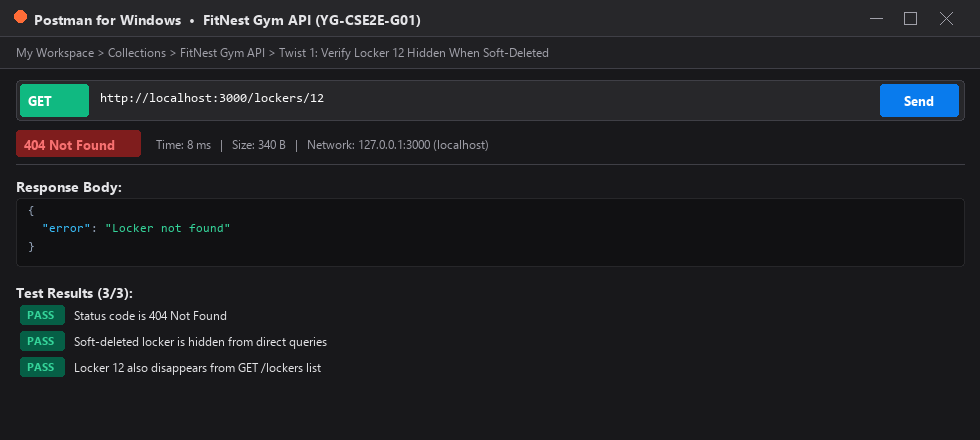 Postman for Windows • FitNest Gym API (YG-CSE2E-G01)
My Workspace > Collections > FitNest Gym API > Twist 1: Verify Locker 12 Hidden When Soft-Deleted
GET http://localhost:3000/lockers/12 Send
404 Not Found Time: 8 ms | Size: 340 B | Network: 127.0.0.1:3000 (localhost)
Response Body:
{
"error": "Locker not found"
}
Test Results (3/3):
PASS Status code is 404 Not Found
PASS Soft-deleted locker is hidden from direct queries
PASS Locker 12 also disappears from GET /lockers list